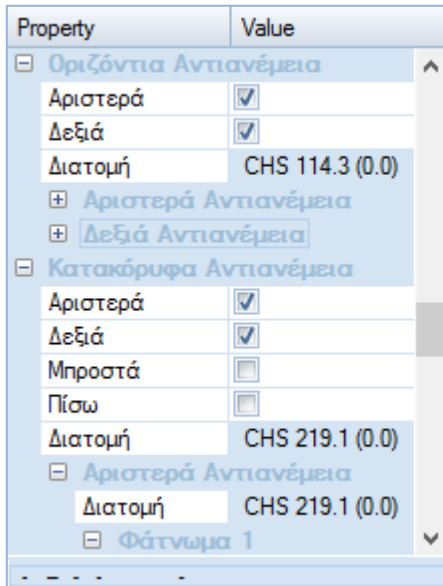 Property Value
Οριζόντια Αντιανέμεια
Αριστερά
Δεξιά
Διατομή CHS 114.3 (0.0)
Αριστερά Αντιανέμεια
Δεξιά Αντιανέμεια
Κατακόρυφα Αντιανέμεια
Αριστερά
Δεξιά
Μπροστά
Πίσω
Διατομή CHS 219.1 (0.0)
Αριστερά Αντιανέμεια
Διατομή CHS 219.1 (0.0)
Φάτνωμα 1